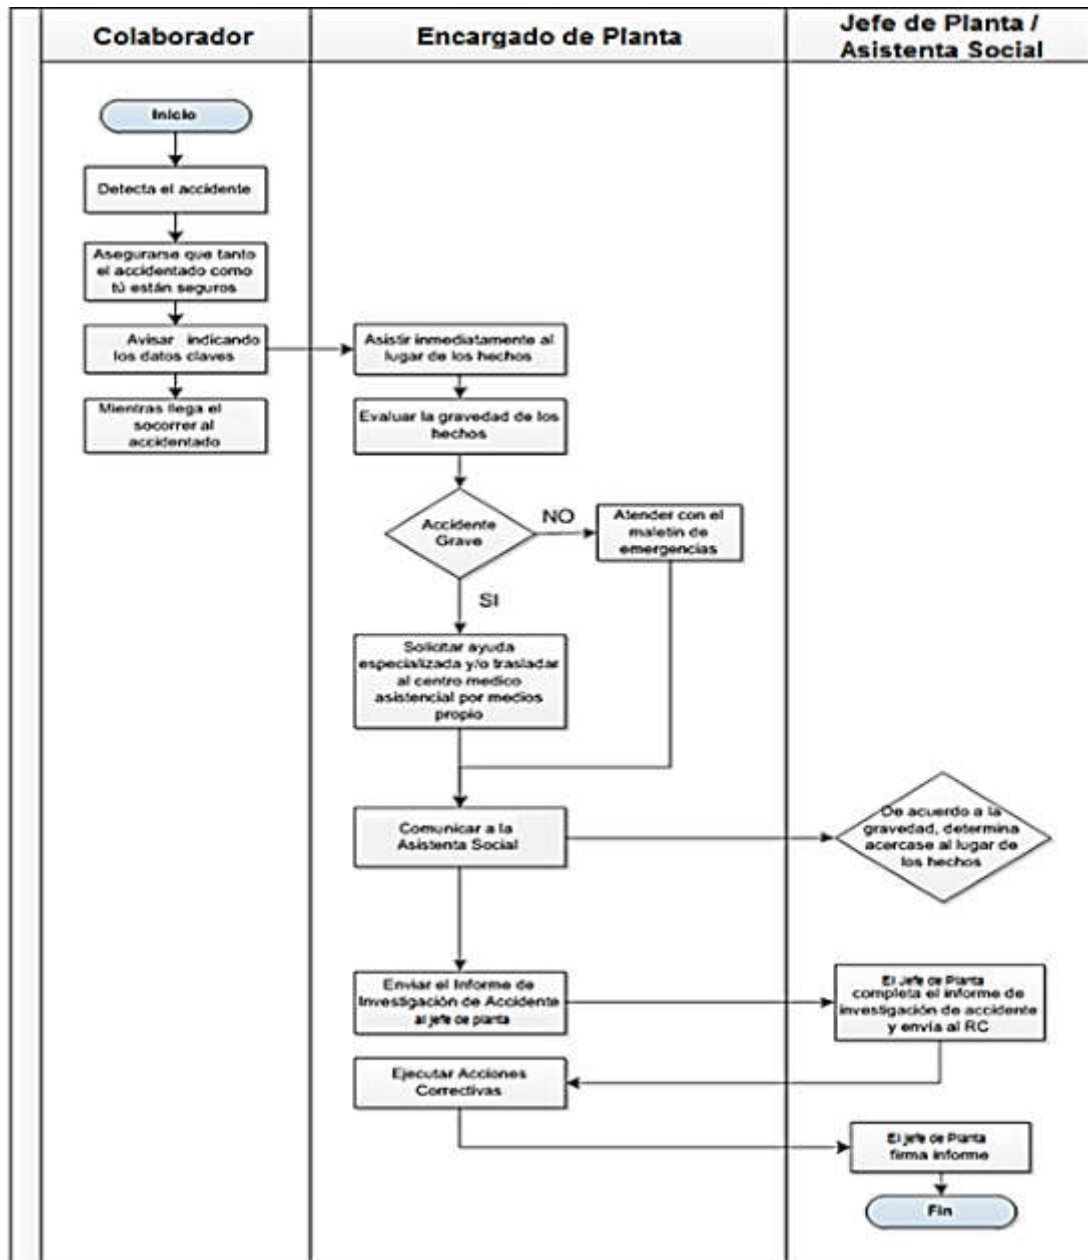 Colaborador
Encargado de Planta
Jefe de Planta /
Asistenta Social
Inicio
Detecta el accidente
Asegurarse que tanto
el accidentado como
tú están seguros
Avisar indicando
los datos claves
Mientras llega el
socorrer al
accidentado
Asistir inmediatamente al
lugar de los hechos
Evaluar la gravedad de los
hechos
Accidente
Grave
NO
Atender con el
maletin de
emergencias
SI
Solicitar ayuda
especializada y/o trasladar
al centro medico
asistencial por medios
propio
Comunicar a la
Asistenta Social
De acuerdo a la
gravedad, determina
acercase al lugar de
los hechos
Enviar el Informe de
Investigación de Accidente
al jefe de planta
El Jefe de Planta
completa el informe de
investigación de accidente
y envía al RC
Ejecutar Acciones
Correctivas
El jefe de Planta
firma informe
Fin